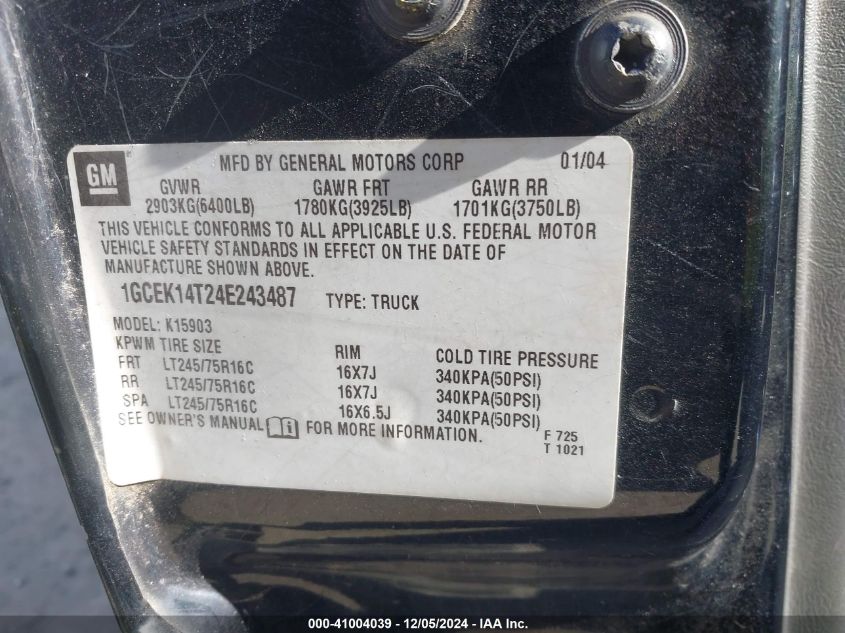 GM MFD BY GENERAL MOTORS CORP 01/04
GVWR GAWR FRT GAWR RR
2903KG(6400LB) 1780KG(3925LB) 1701KG(3750LB)
THIS VEHICLE CONFORMS TO ALL APPLICABLE U.S. FEDERAL MOTOR
VEHICLE SAFETY STANDARDS IN EFFECT ON THE DATE OF
MANUFACTURE SHOWN ABOVE.
1GCEK14T24E243487 TYPE: TRUCK
MODEL: K15903
KPWM TIRE SIZE RIM COLD TIRE PRESSURE
FRT LT245/75R16C 16X7J 340KPA(50PSI)
RR LT245/75R16C 16X7J 340KPA(50PSI)
SPA LT245/75R16C 16X6.5J 340KPA(50PSI)
SEE OWNER'S MANUAL i FOR MORE INFORMATION.
F 725
T 1021
000-41004039 - 12/05/2024 - IAA Inc.